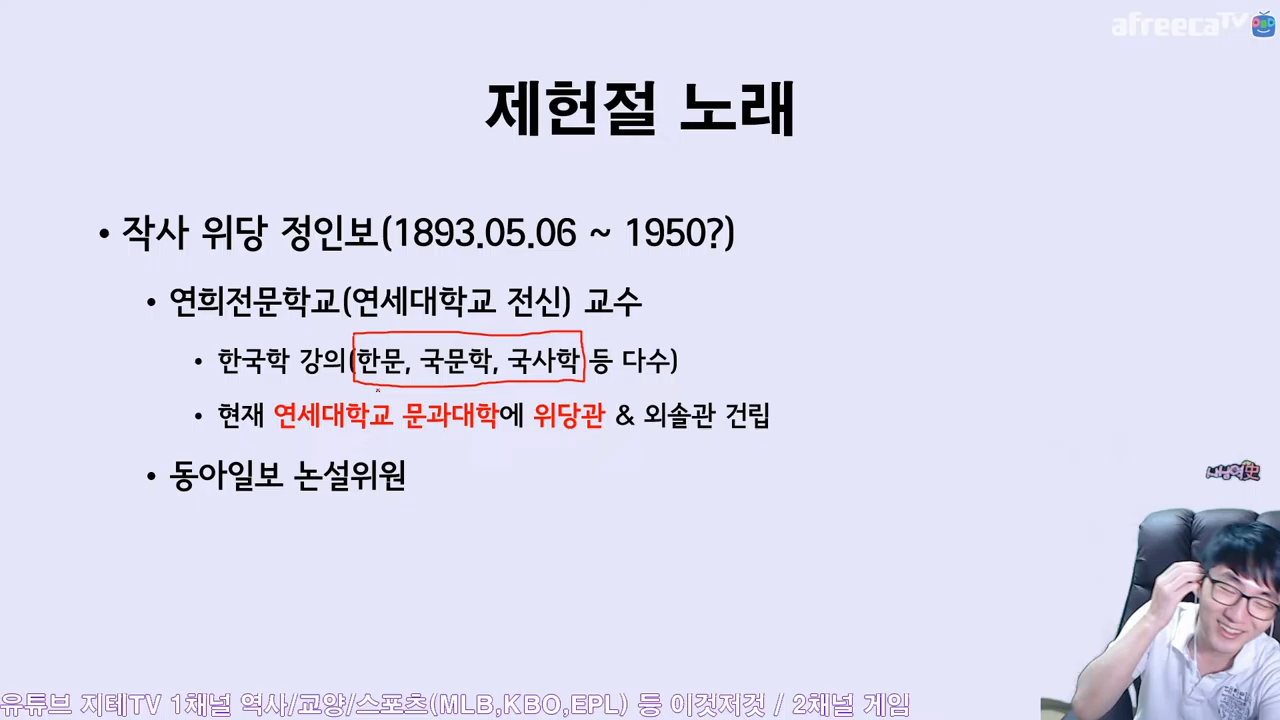 afreecaTV
제헌절 노래
• 작사 위당 정인보(1893.05.06 ~ 1950?)
• 연희전문학교(연세대학교 전신) 교수
• 한국학 강의(한문, 국문학, 국사학 등 다수)
• 현재 연세대학교 문과대학에 위당관 & 외솔관 건립
• 동아일보 논설위원
유튜브 지테TV 1채널 역사/교양/스포츠(MLB,KBO,EPL) 등 이것저것 / 2채널 게임